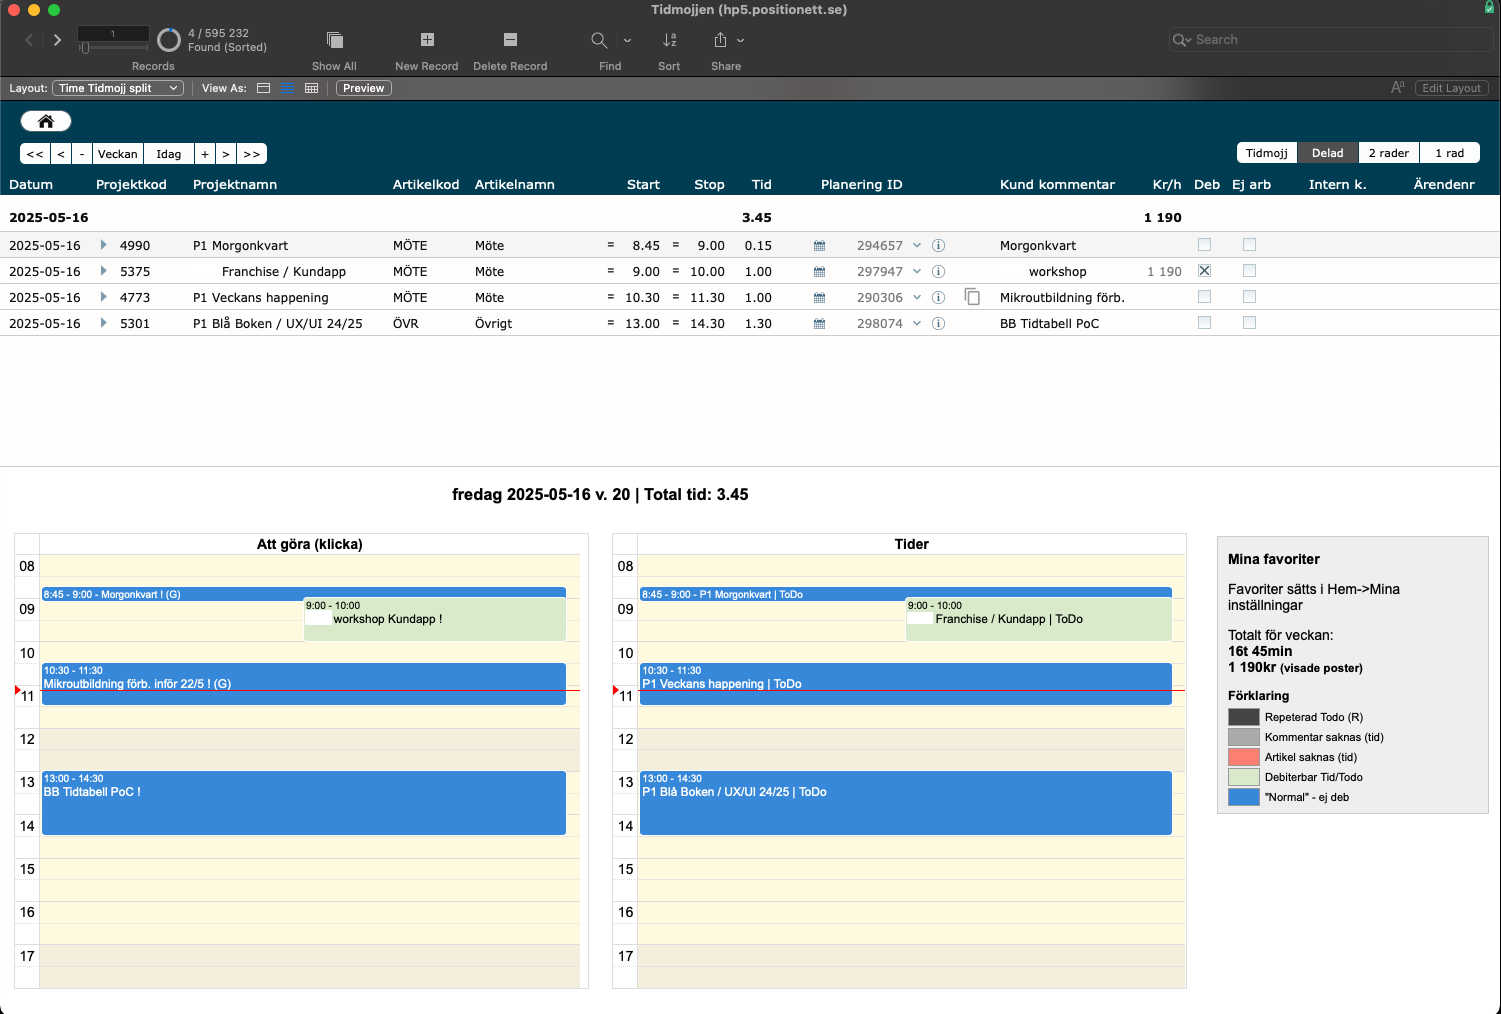 Tidmojjen (hp5.positionett.se)
1
4 / 595 232
Found (Sorted)
Search
Records
Show All
New Record
Delete Record
Find
Sort
Share
Layout: Time Tidmojj split
View As:
Preview
Edit Layout
<< < - Veckan Idag + > >>
Tidmojj Delad 2 rader 1 rad
Datum Projektkod Projektnamn Artikelkod Artikelnamn Start Stop Tid Planering ID Kund kommentar Kr/h Deb Ej arb Intern k. Ärendenr
2025-05-16 3.45 1 190
2025-05-16 4990 P1 Morgonkvart MÖTE Möte = 8.45 = 9.00 0.15 294657 Morgonkvart
2025-05-16 5375 Franchise / Kundapp MÖTE Möte = 9.00 = 10.00 1.00 297947 workshop 1 190
2025-05-16 4773 P1 Veckans happening MÖTE Möte = 10.30 = 11.30 1.00 290306 Mikroutbildning förb.
2025-05-16 5301 P1 Blå Boken / UX/UI 24/25 ÖVR Övrigt = 13.00 = 14.30 1.30 298074 BB Tidtabell PoC
fredag 2025-05-16 v. 20 | Total tid: 3.45
Att göra (klicka)
08
8:45 - 9:00 - Morgonkvart ! (G)
09
9:00 - 10:00
workshop Kundapp !
10
10:30 - 11:30
Mikroutbildning förb. inför 22/5 ! (G)
11
12
13
13:00 - 14:30
BB Tidtabell PoC !
14
15
16
17
Tider
08
8:45 - 9:00 - P1 Morgonkvart | ToDo
09
9:00 - 10:00
Franchise / Kundapp | ToDo
10
10:30 - 11:30
P1 Veckans happening | ToDo
11
12
13
13:00 - 14:30
P1 Blå Boken / UX/UI 24/25 | ToDo
14
15
16
17
Mina favoriter
Favoriter sätts i Hem->Mina
inställningar
Totalt för veckan:
16t 45min
1 190kr (visade poster)
Förklaring
Repeterad Todo (R)
Kommentar saknas (tid)
Artikel saknas (tid)
Debiterbar Tid/Todo
"Normal" - ej deb